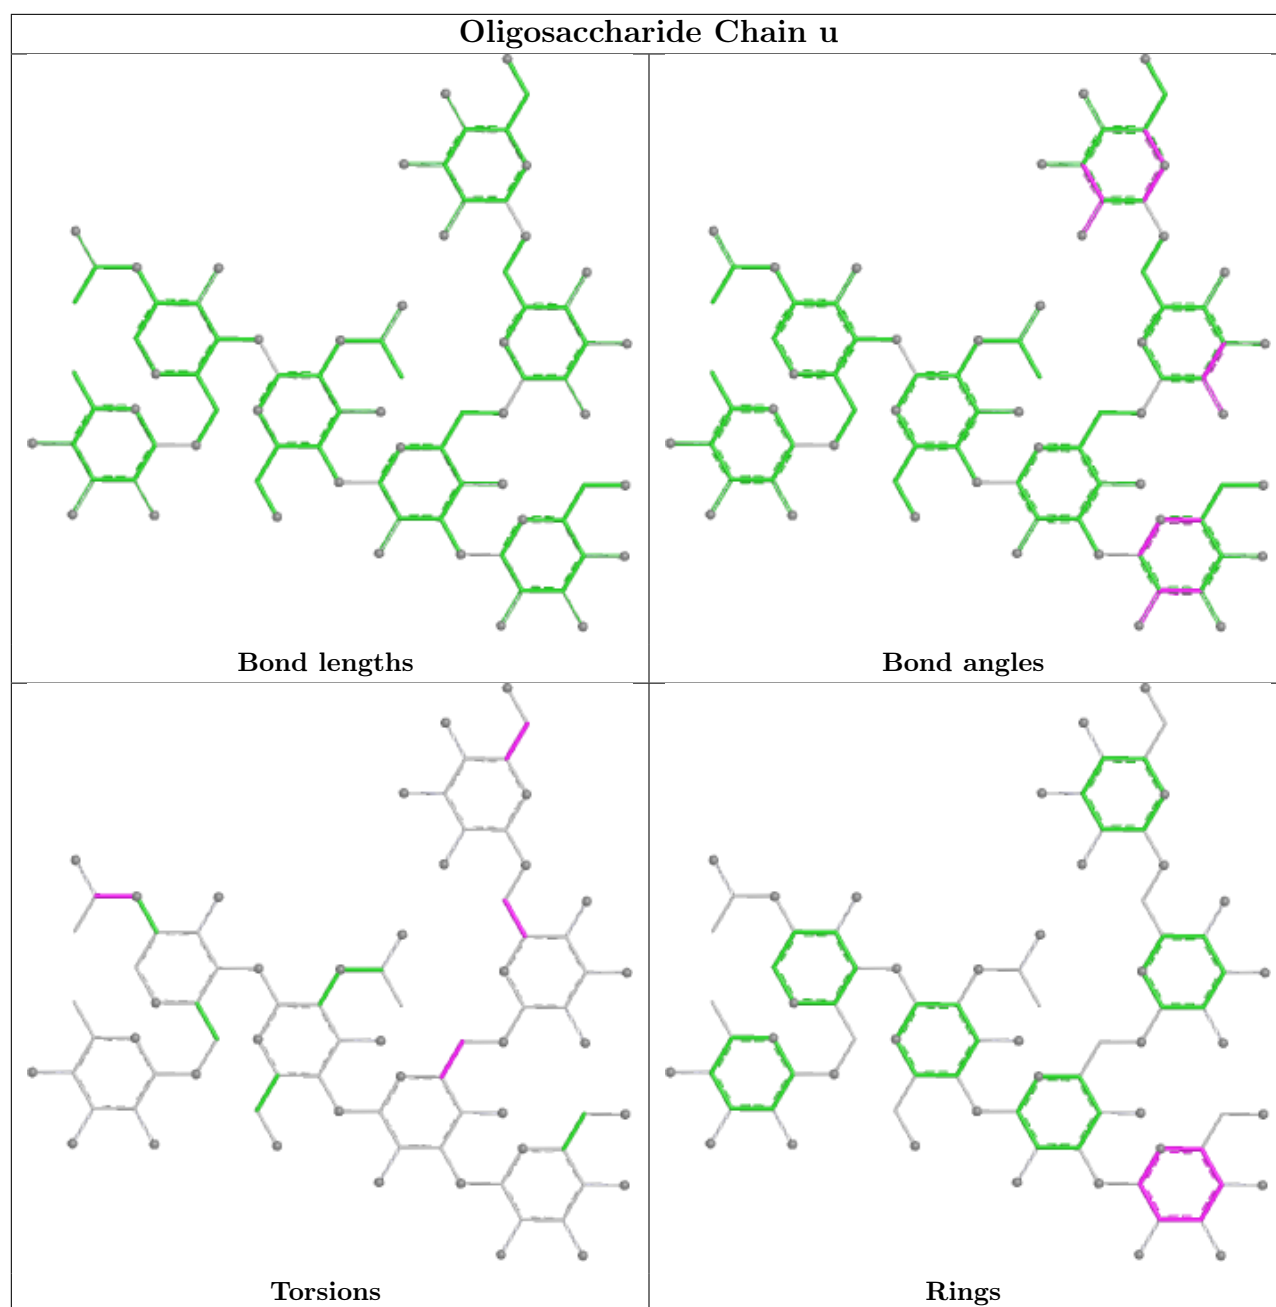 Oligosaccharide Chain u
Bond lengths
Bond angles
Torsions
Rings